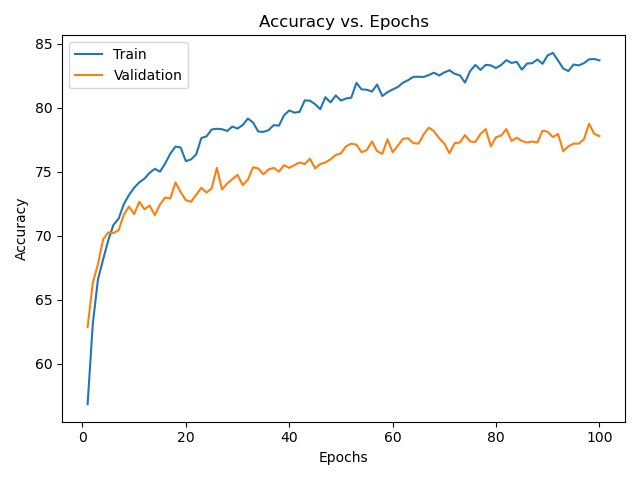 Accuracy vs. Epochs
Train
Validation
85
80
75
70
65
60
Accuracy
0 20 40 60 80 100
Epochs